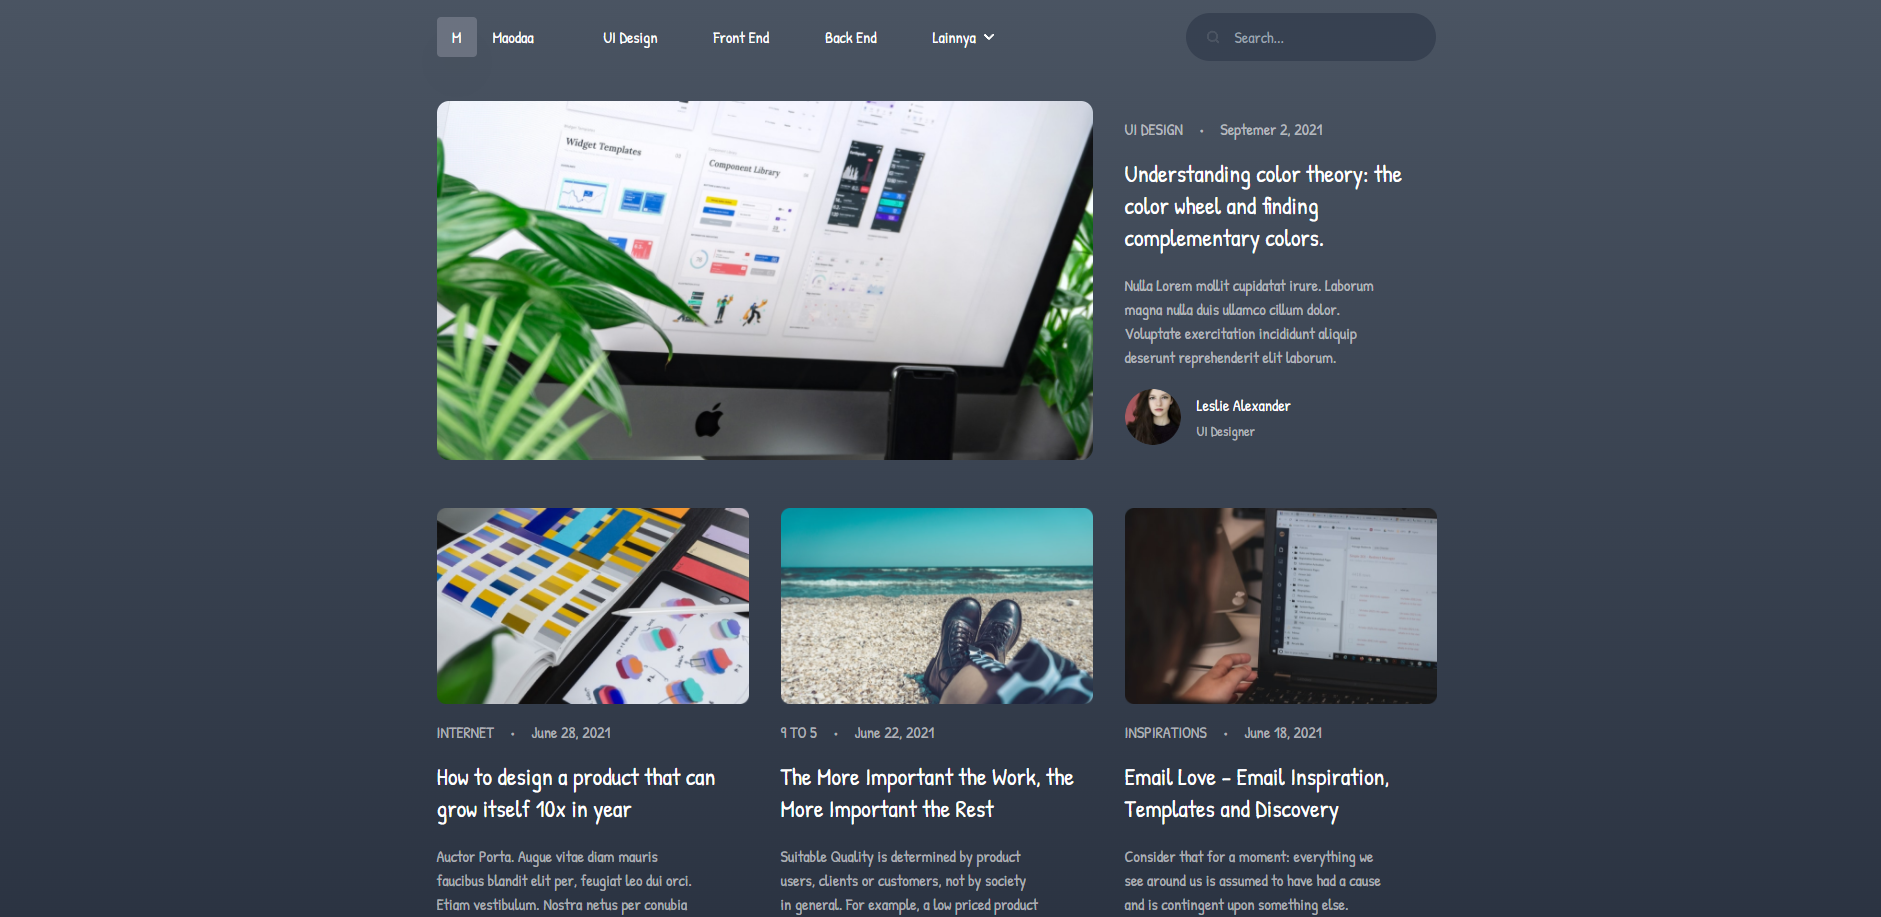 M Maodaa UI Design Front End Back End Lainnya Search...
Widget Templates
Component Library
UI DESIGN • Septemer 2, 2021
Understanding color theory: the
color wheel and finding
complementary colors.
Nulla Lorem mollit cupidatat irure. Laborum
magna nulla duis ullamco cillum dolor.
Voluptate exercitation incididunt aliquip
deserunt reprehenderit elit laborum.
Leslie Alexander
UI Designer
INTERNET • June 28, 2021
How to design a product that can
grow itself 10x in year
Auctor Porta. Augue vitae diam mauris
faucibus blandit elit per, feugiat leo dui orci.
Etiam vestibulum. Nostra netus per conubia
9 TO 5 • June 22, 2021
The More Important the Work, the
More Important the Rest
Suitable Quality is determined by product
users, clients or customers, not by society
in general. For example, a low priced product
INSPIRATIONS • June 18, 2021
Email Love - Email Inspiration,
Templates and Discovery
Consider that for a moment: everything we
see around us is assumed to have had a cause
and is contingent upon something else.